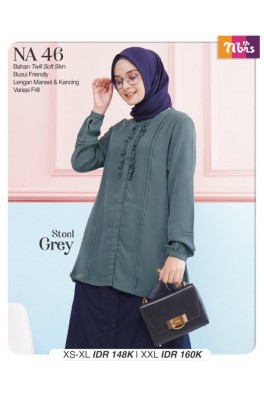 NA 46
Bahan Twill Soft Skin
Busui Friendly
Lengan Manset & Kancing
Variasi Frill
Nibrs
Steel
Grey
XS-XL IDR 148K | XXL IDR 160K